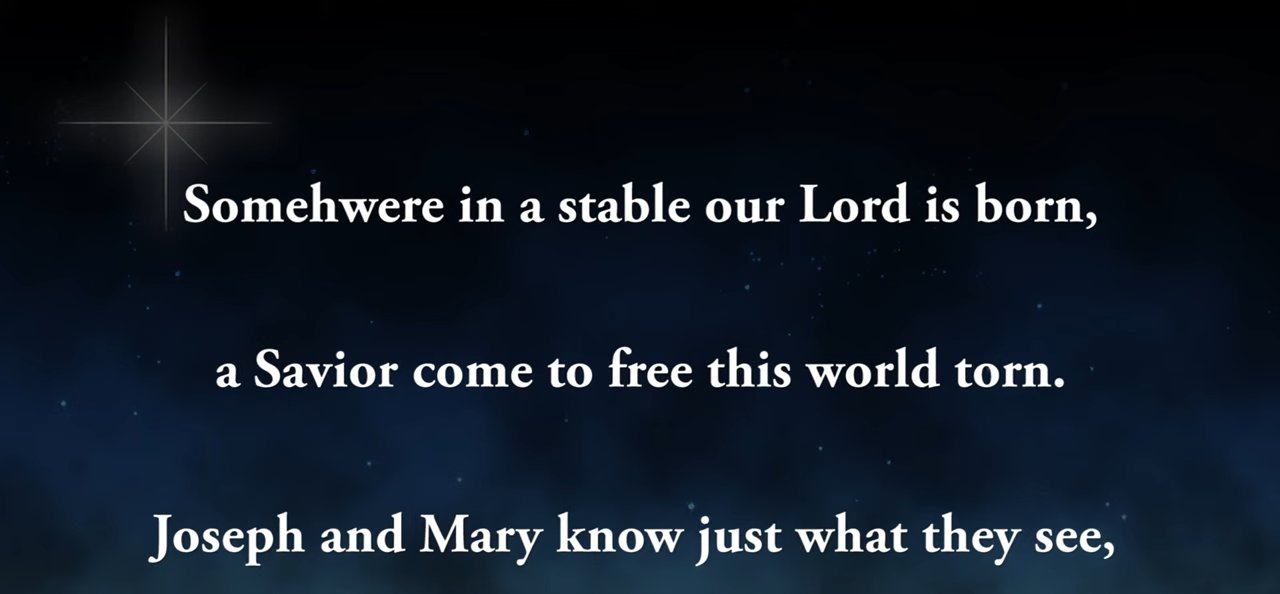 Somehwere in a stable our Lord is born,
a Savior come to free this world torn.
Joseph and Mary know just what they see,